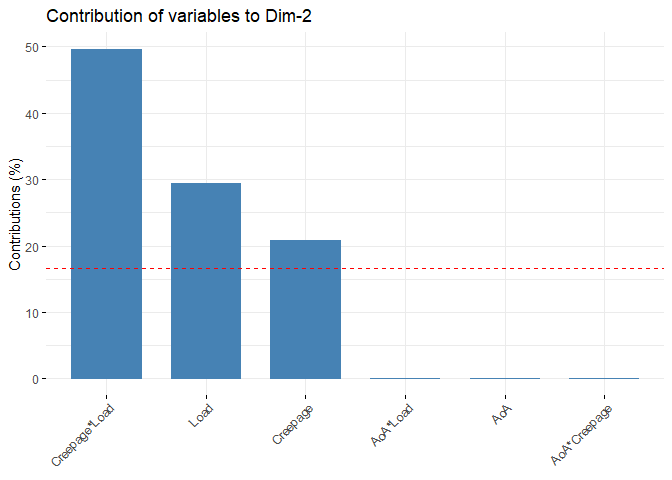 Contribution of variables to Dim-2
Contributions (%)
50
40
30
20
10
0
Creepage*Load
Load
Creepage
AoA*Load
AoA
AoA*Creepage